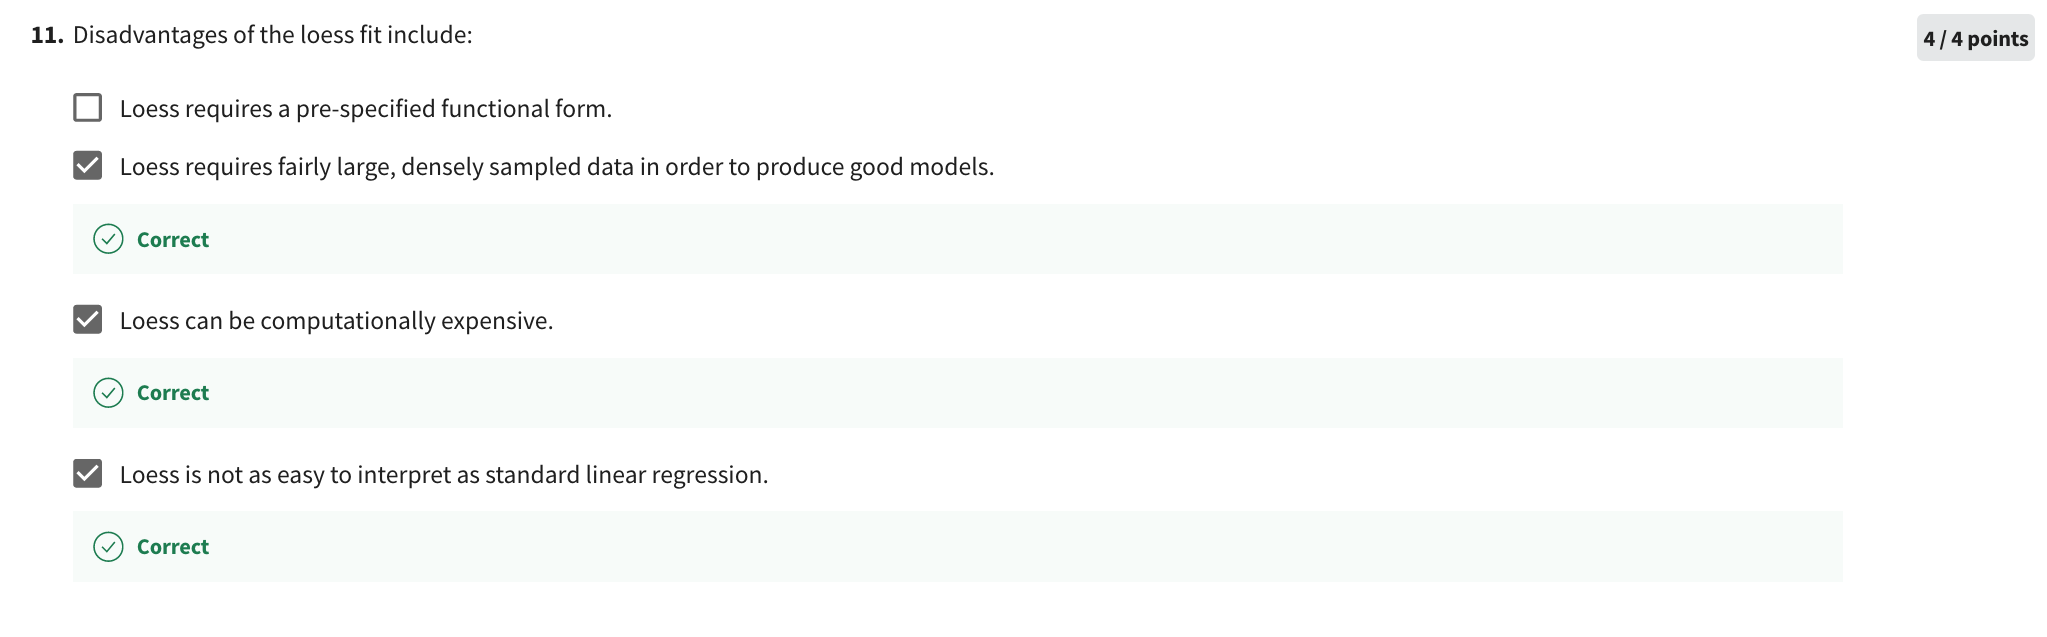 11. Disadvantages of the loess fit include:
4 / 4 points
Loess requires a pre-specified functional form.
Loess requires fairly large, densely sampled data in order to produce good models.
Correct
Loess can be computationally expensive.
Correct
Loess is not as easy to interpret as standard linear regression.
Correct